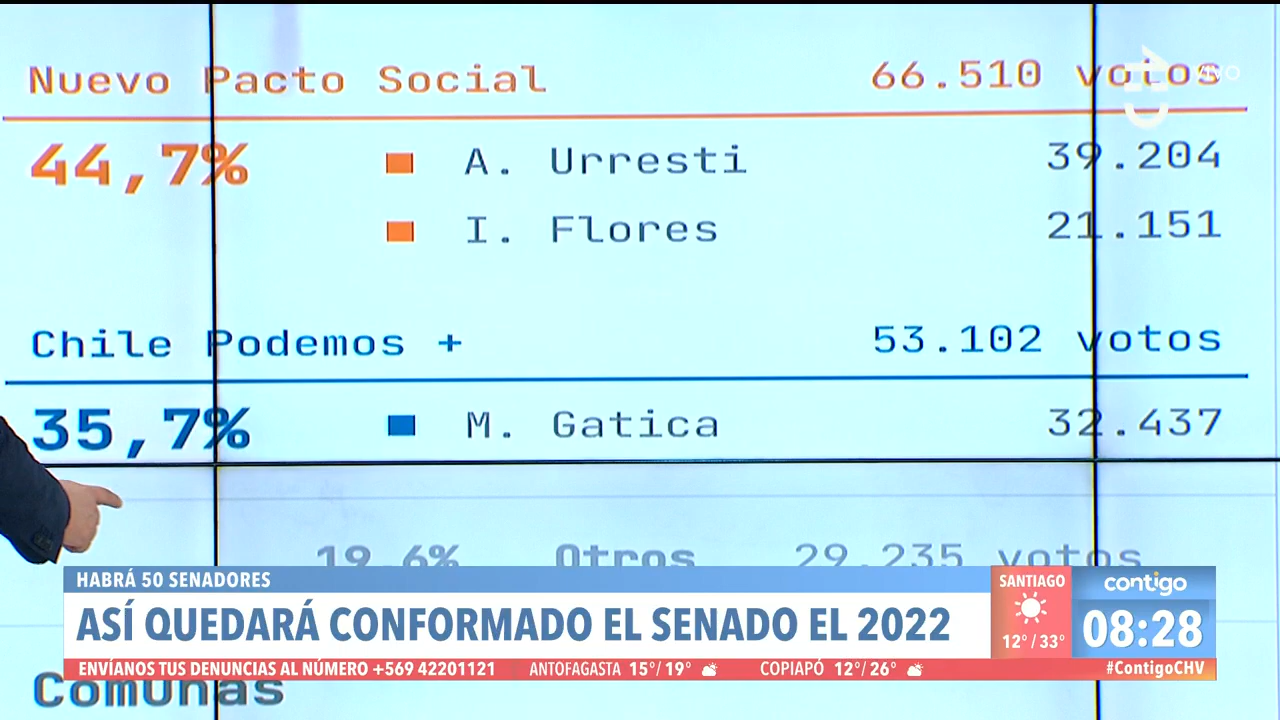 Nuevo Pacto Social 66.510 votos
VIVO
44,7% A. Urresti 39.204
I. Flores 21.151
Chile Podemos + 53.102 votos
35,7% M. Gatica 32.437
19,6% Otros 29.235 votos
HABRÁ 50 SENADORES
ASÍ QUEDARÁ CONFORMADO EL SENADO EL 2022
SANTIAGO
12°/33°
contigo
08:28
ENVÍANOS TUS DENUNCIAS AL NÚMERO +569 42201121 ANTOFAGASTA 15°/19° COPIAPÓ 12°/26° #ContigoCHV
Comunas